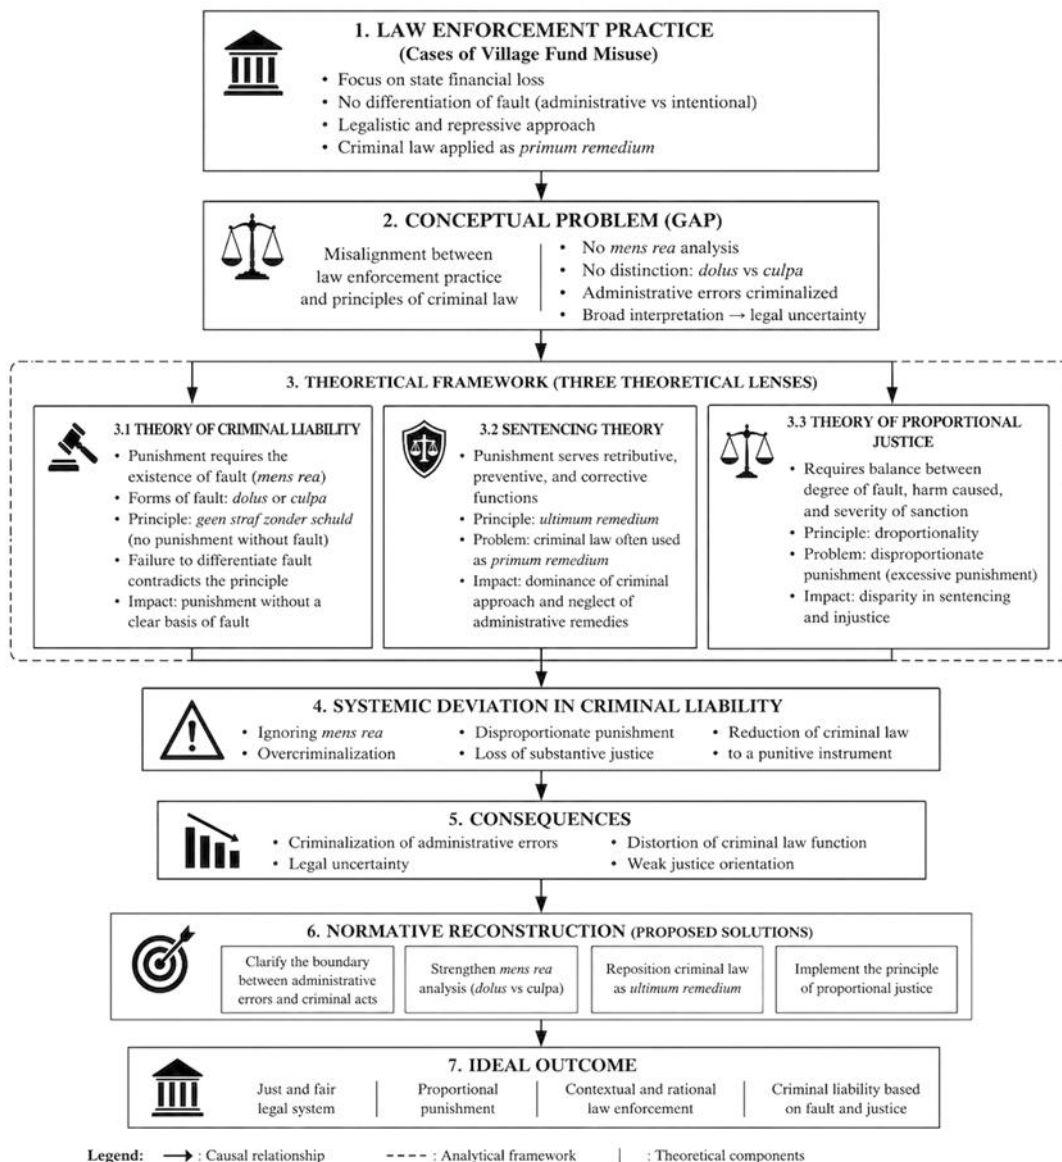 1. LAW ENFORCEMENT PRACTICE
(Cases of Village Fund Misuse)
• Focus on state financial loss
• No differentiation of fault (administrative vs intentional)
• Legalistic and repressive approach
• Criminal law applied as primum remedium
2. CONCEPTUAL PROBLEM (GAP)
Misalignment between
law enforcement practice
and principles of criminal law
• No mens rea analysis
• No distinction: dolus vs culpa
• Administrative errors criminalized
• Broad interpretation → legal uncertainty
3. THEORETICAL FRAMEWORK (THREE THEORETICAL LENSES)
3.1 THEORY OF CRIMINAL LIABILITY
• Punishment requires the
existence of fault (mens rea)
• Forms of fault: dolus or culpa
• Principle: geen straf zonder schuld
(no punishment without fault)
• Failure to differentiate fault
contradicts the principle
• Impact: punishment without a
clear basis of fault
3.2 SENTENCING THEORY
• Punishment serves retributive,
preventive, and corrective
functions
• Principle: ultimum remedium
• Problem: criminal law often used
as primum remedium
• Impact: dominance of criminal
approach and neglect of
administrative remedies
3.3 THEORY OF PROPORTIONAL
JUSTICE
• Requires balance between
degree of fault, harm caused,
and severity of sanction
• Principle: droportionality
• Problem: disproportionate
punishment (excessive punishment)
• Impact: disparity in sentencing
and injustice
4. SYSTEMIC DEVIATION IN CRIMINAL LIABILITY
• Ignoring mens rea
• Overcriminalization
• Disproportionate punishment
• Loss of substantive justice
• Reduction of criminal law
• to a punitive instrument
5. CONSEQUENCES
• Criminalization of administrative errors
• Legal uncertainty
• Distortion of criminal law function
• Weak justice orientation
6. NORMATIVE RECONSTRUCTION (PROPOSED SOLUTIONS)
Clarify the boundary
between administrative
errors and criminal acts
Strengthen mens rea
analysis (dolus vs culpa)
Reposition criminal law
as ultimum remedium
Implement the principle
of proportional justice
7. IDEAL OUTCOME
Just and fair
legal system
Proportional
punishment
Contextual and rational
law enforcement
Criminal liability based
on fault and justice
Legend: → : Causal relationship ---- : Analytical framework | : Theoretical components